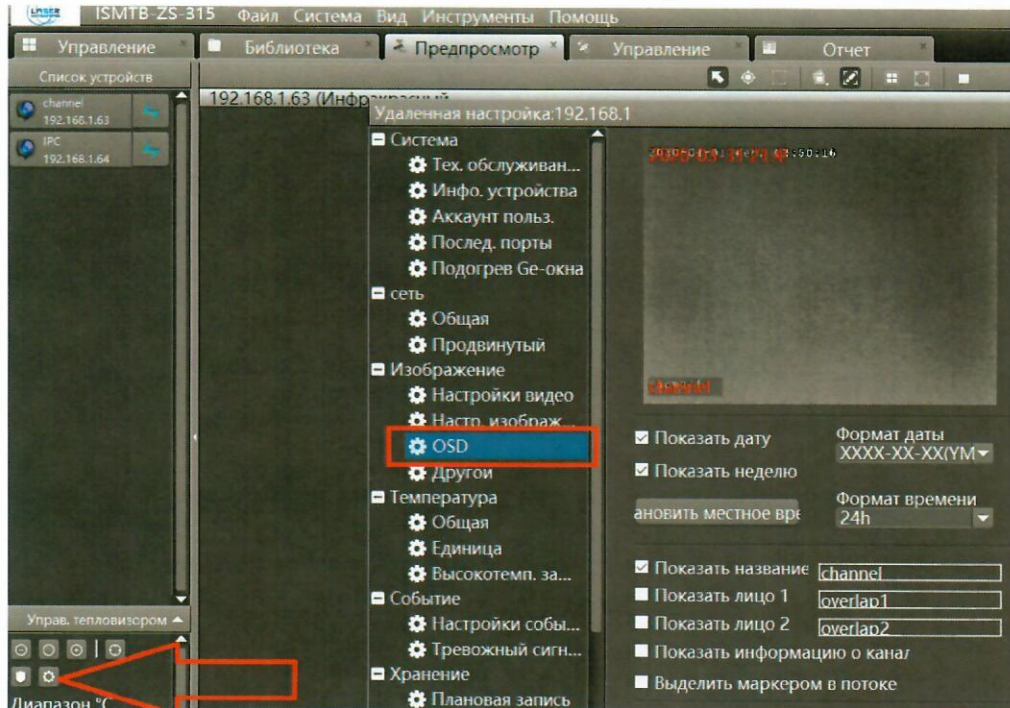 LASER
ISMTB-ZS-315 Файл Система Вид Инструменты Помощь
Управление Библиотека Предпросмотр Управление Отчет
Список устройств
channel
192.168.1.63
IPC
192.168.1.64
192.168.1.63 (Инфракрасный
Удаленная настройка:192.168.1
Система
Тех. обслуживан...
Инфо. устройства
Аккаунт польз.
Послед. порты
Подогрев Ge-окна
сеть
Общая
Продвинутый
Изображение
Настройки видео
Настр. изображ...
OSD
Другой
Температура
Общая
Единица
Высокотемп. за...
Событие
Настройки собы...
Тревожный сигн...
Хранение
Плановая запись
channel
Показать дату
Формат даты
XXXX-XX-XX(YM
Показать неделю
ановить местное вре
Формат времени
24h
Показать название channel
Показать лицо 1 overlap1
Показать лицо 2 overlap2
Показать информацию о канал
Выделить маркером в потоке
Управ. тепловизором
Диапазон °C